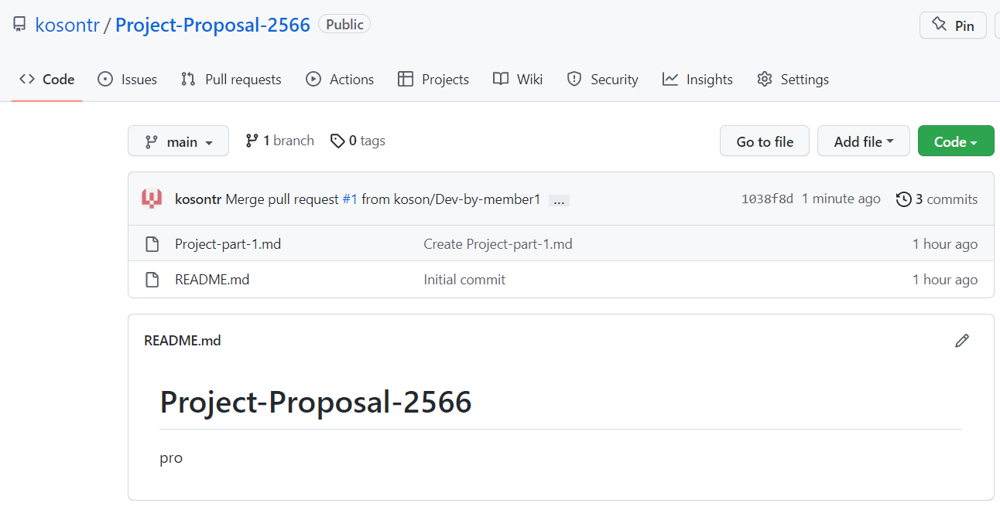 kosontr / Project-Proposal-2566 Public Pin
Code Issues Pull requests Actions Projects Wiki Security Insights Settings
main 1 branch 0 tags Go to file Add file Code
kosontr Merge pull request #1 from koson/Dev-by-member1 ... 1038f8d 1 minute ago 3 commits
Project-part-1.md Create Project-part-1.md 1 hour ago
README.md Initial commit 1 hour ago
README.md
Project-Proposal-2566
pro